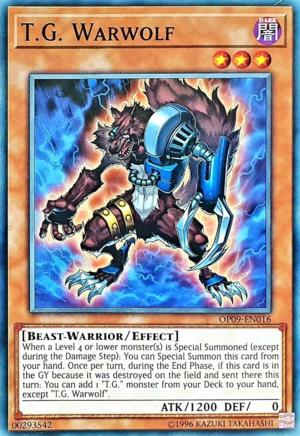 T.G. Warwolf
DARK
闇
OP09-EN016
[Beast-Warrior/Effect]
When a Level 4 or lower monster(s) is Special Summoned (except
during the Damage Step): You can Special Summon this card from
your hand. Once per turn, during the End Phase, if this card is in
the GY because it was destroyed on the field and sent there this
turn: You can add 1 "T.G." monster from your Deck to your hand,
except "T.G. Warwolf".
ATK/1200 DEF/ 0
00293542
©1996 KAZUKI TAKAHASHI